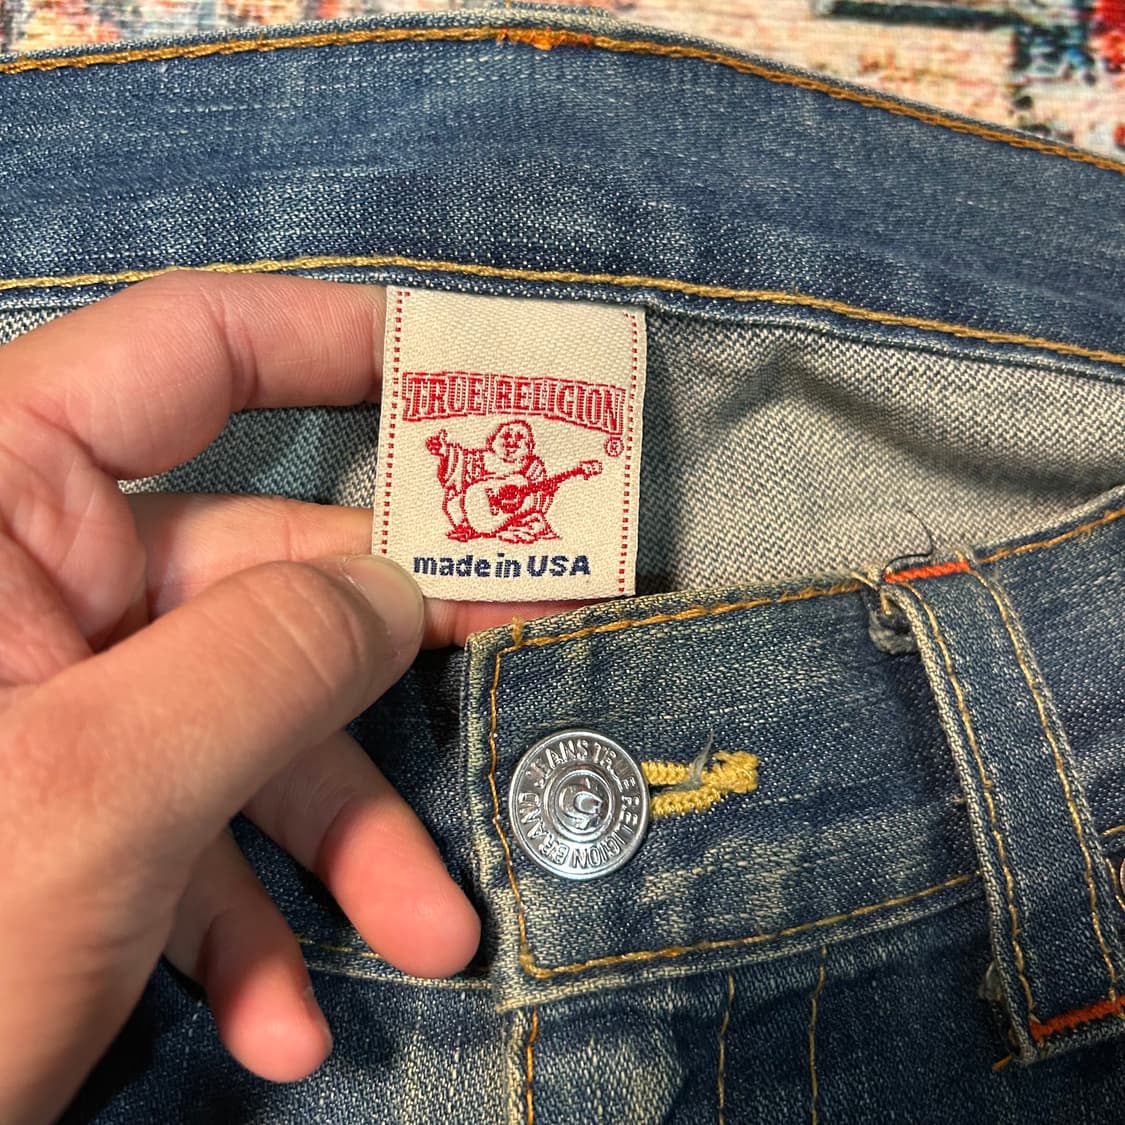 TRUE RELIGION
®
made in USA
TRUE RELIGION BRAND JEANS